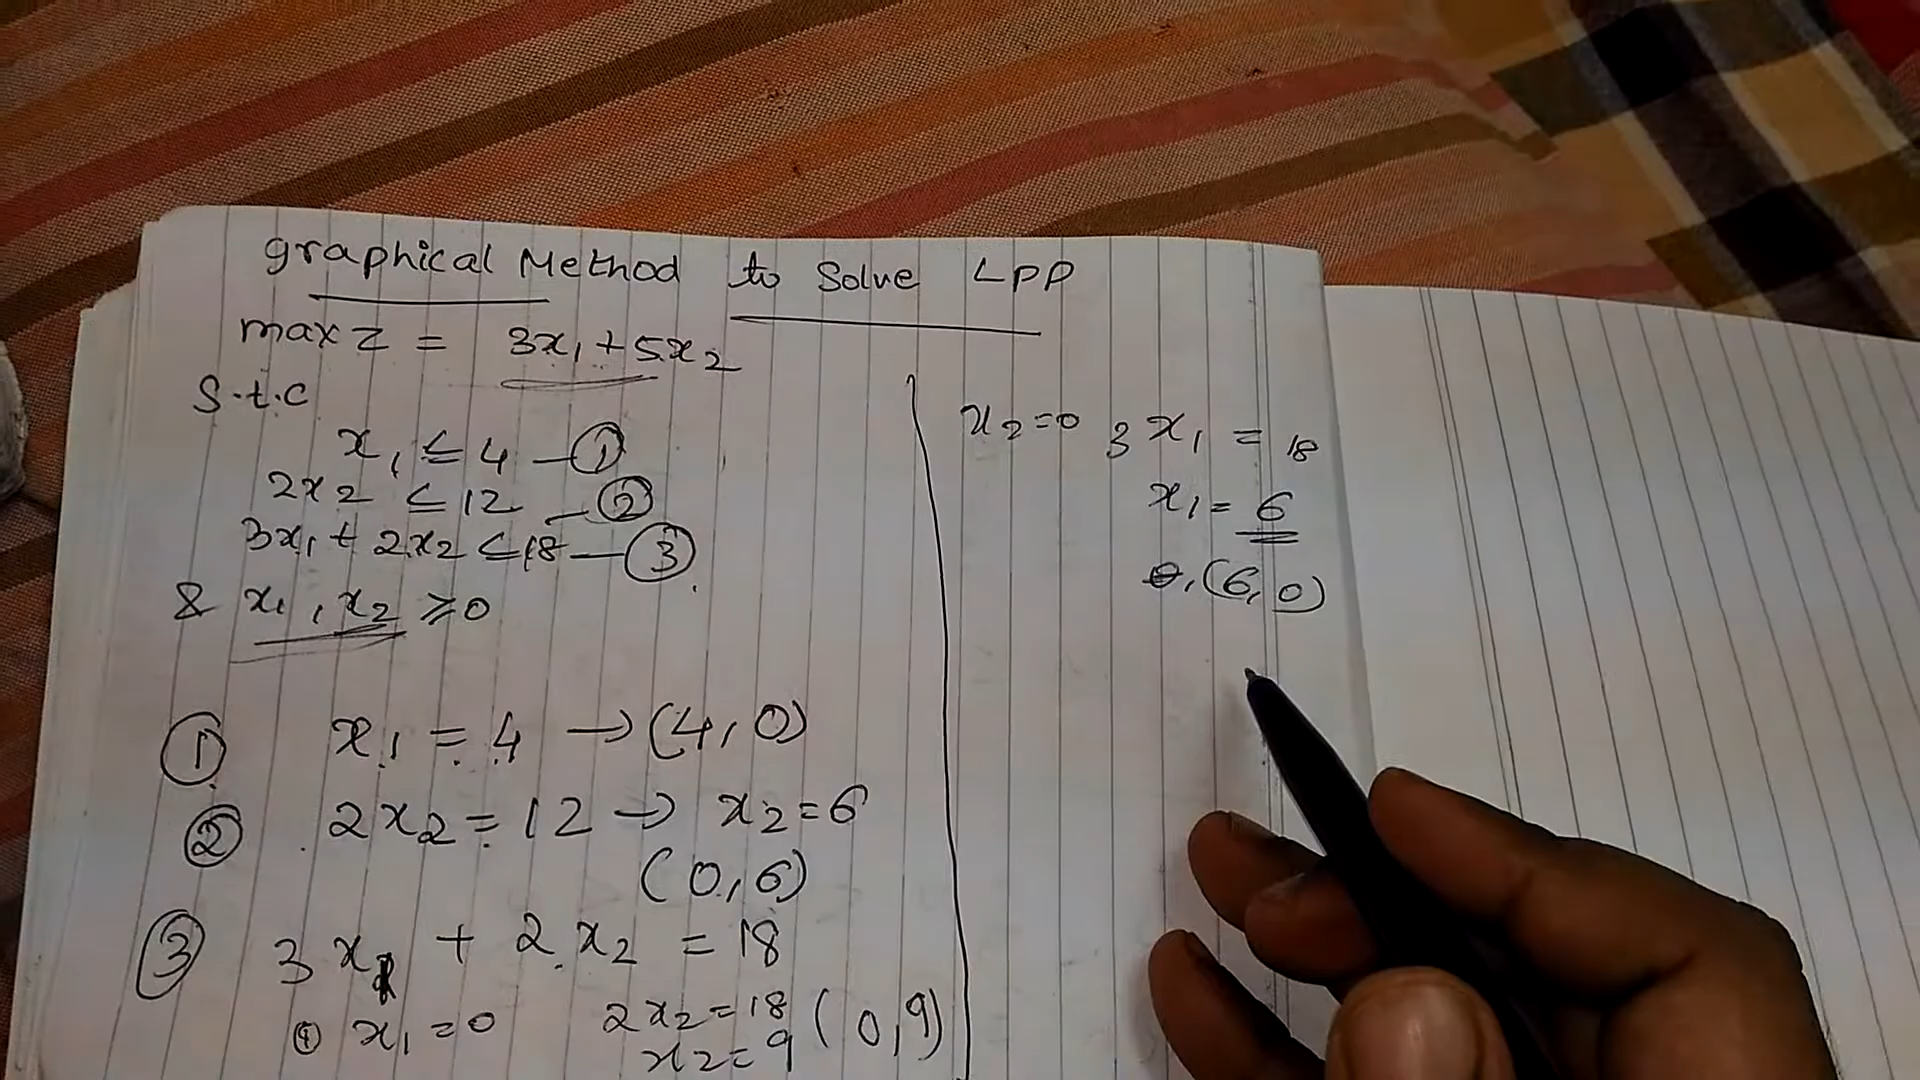 graphical Method to Solve LPP
max Z = 3x₁ + 5x₂
S.t.c
x₁ ≤ 4 — ①
2x₂ ≤ 12 — ②
3x₁ + 2x₂ ≤ 18 — ③
& x₁, x₂ ≥ 0
① x₁ = 4 → (4, 0)
② 2x₂ = 12 → x₂ = 6
(0, 6)
③ 3x₁ + 2x₂ = 18
x₁ = 0 2x₂ = 18 (0, 9)
x₂ = 9
x₂ = 0 3x₁ = 18
x₁ = 6
(6, 0)